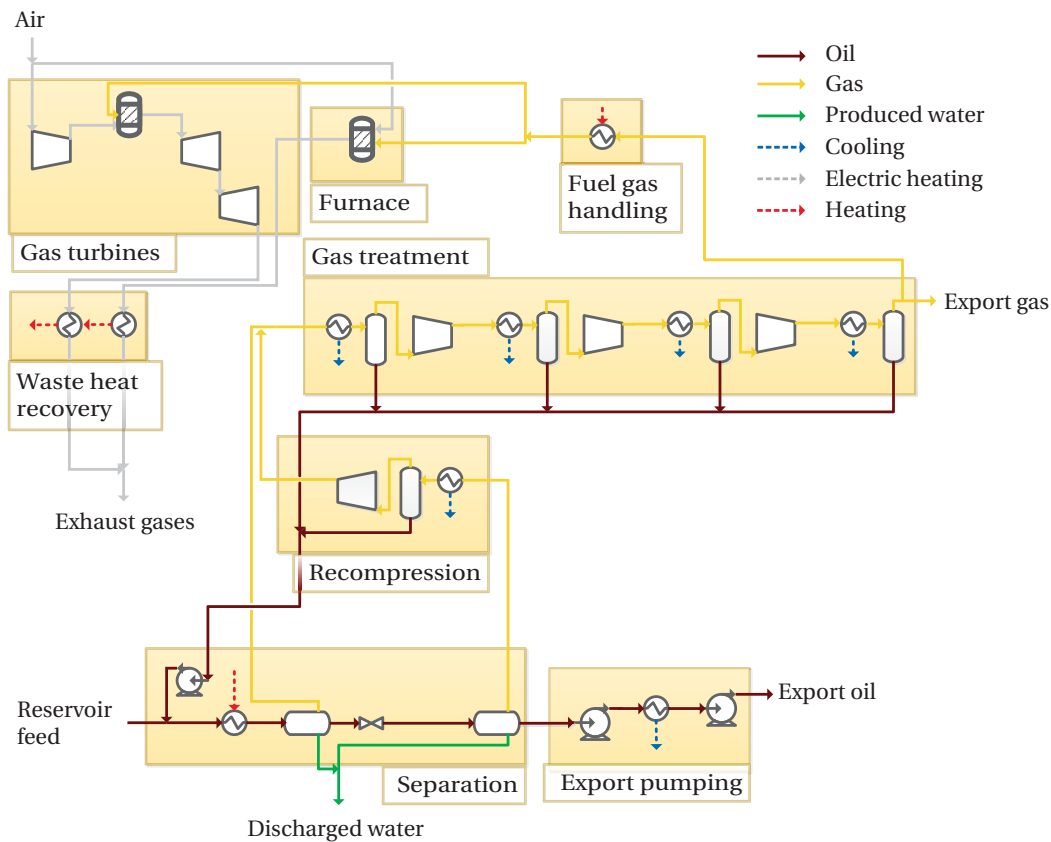 Air
Oil
Gas
Produced water
Cooling
Electric heating
Heating
Furnace
Fuel gas
handling
Gas turbines
Gas treatment
Export gas
Waste heat
recovery
Exhaust gases
Recompression
Reservoir
feed
Export oil
Separation
Export pumping
Discharged water